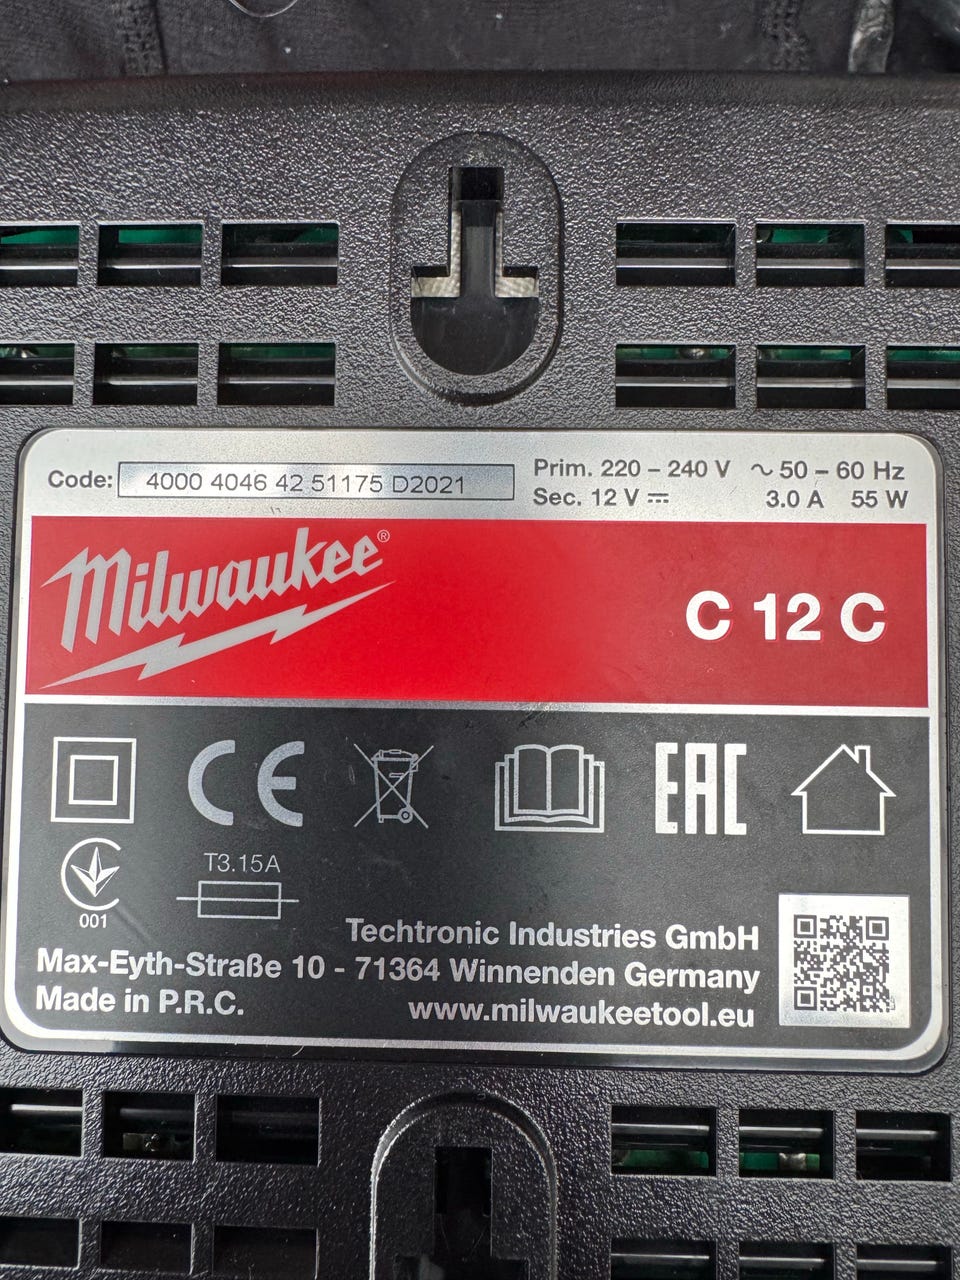 Code: 4000 4046 42 51175 D2021
Prim. 220 – 240 V ∿ 50 – 60 Hz
Sec. 12 V ⎓ 3.0 A 55 W
Milwaukee®
C 12 C
CE
EAC
001
T3.15A
Techtronic Industries GmbH
Max-Eyth-Straße 10 - 71364 Winnenden Germany
Made in P.R.C. www.milwaukeetool.eu